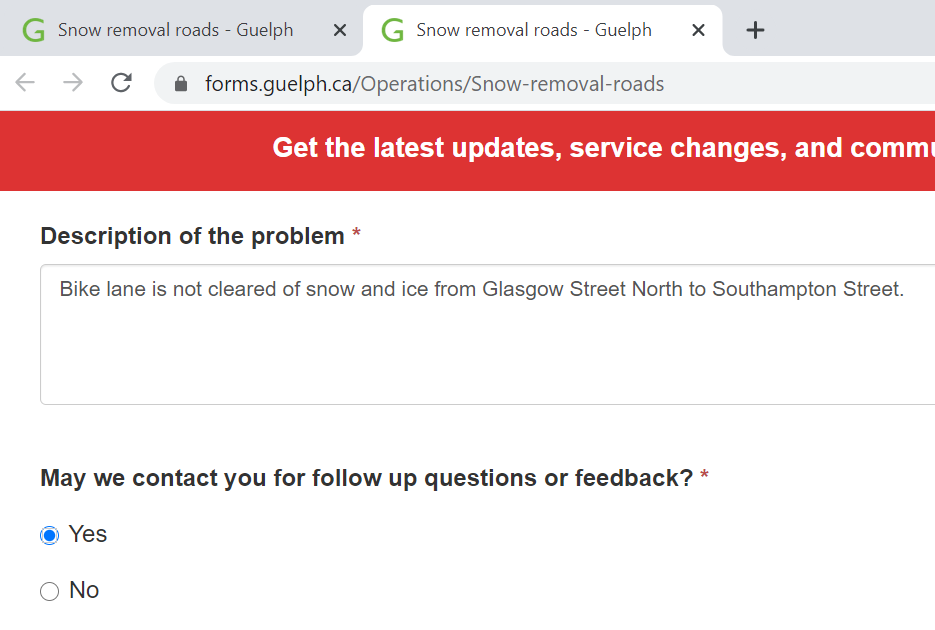 Snow removal roads - Guelph
Snow removal roads - Guelph
forms.guelph.ca/Operations/Snow-removal-roads
Get the latest updates, service changes, and
Description of the problem *
Bike lane is not cleared of snow and ice from Glasgow Street North to Southampton Street.
May we contact you for follow up questions or feedback? *
Yes
No